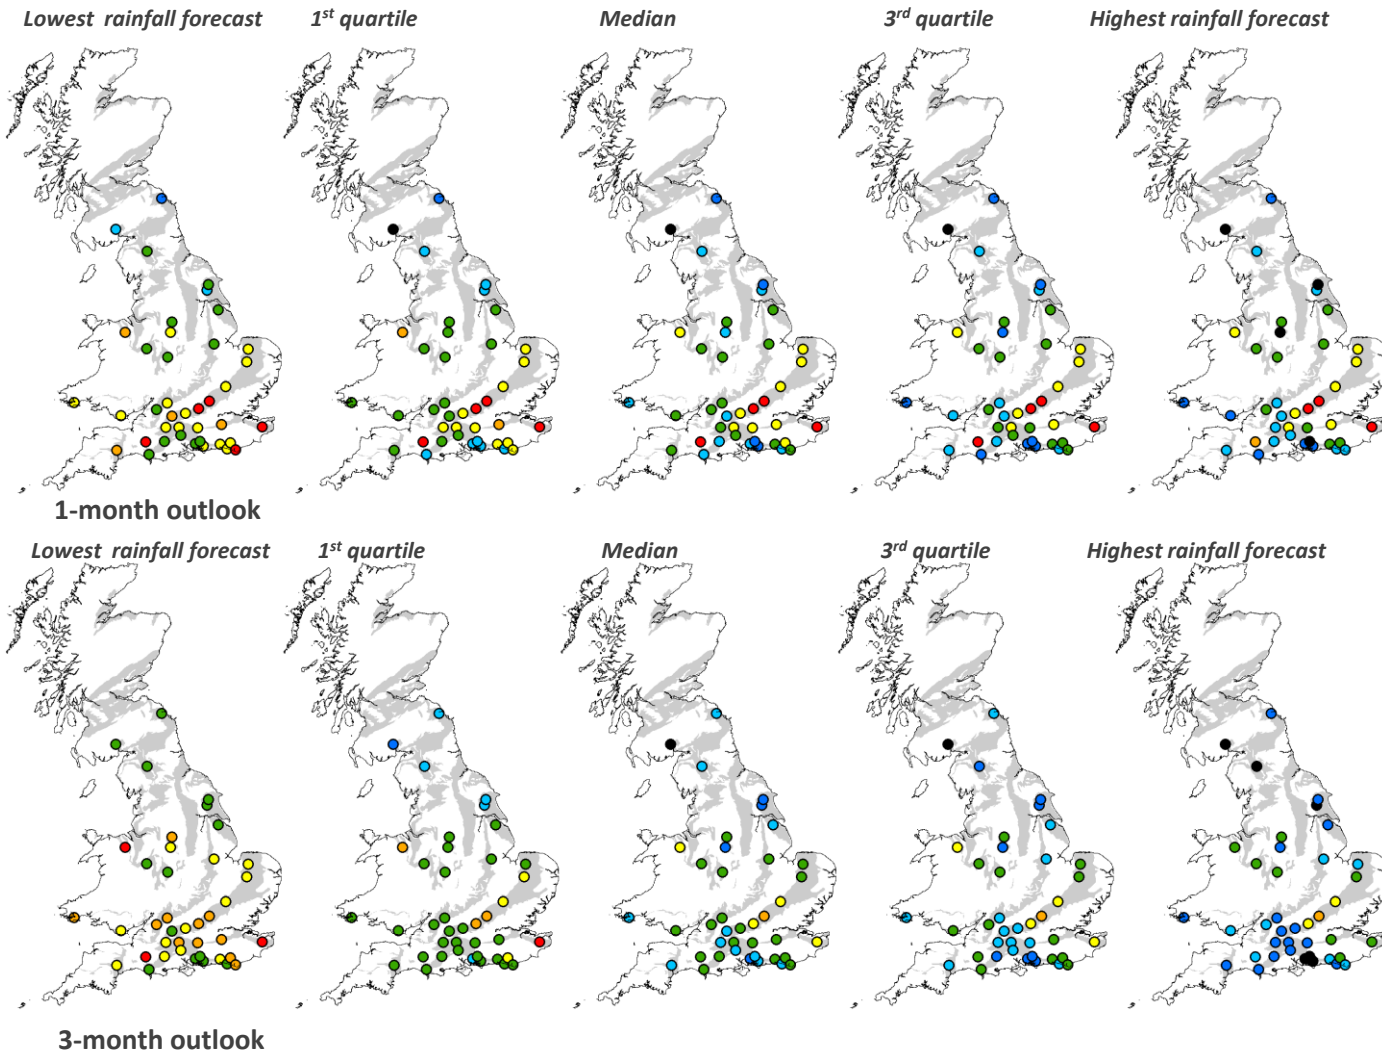 Lowest rainfall forecast
1st quartile
Median
3rd quartile
Highest rainfall forecast
1-month outlook
Lowest rainfall forecast
1st quartile
Median
3rd quartile
Highest rainfall forecast
3-month outlook